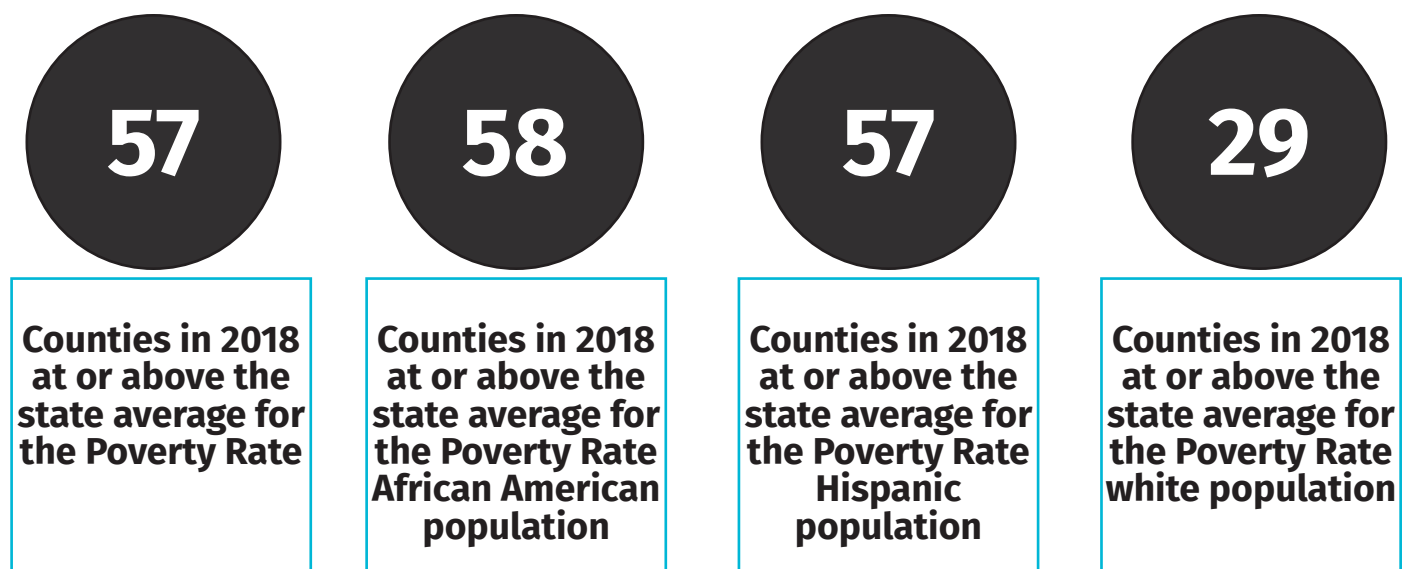 57
Counties in 2018
at or above the
state average for
the Poverty Rate
58
Counties in 2018
at or above the
state average for
the Poverty Rate
African American
population
57
Counties in 2018
at or above the
state average for
the Poverty Rate
Hispanic
population
29
Counties in 2018
at or above the
state average for
the Poverty Rate
white population